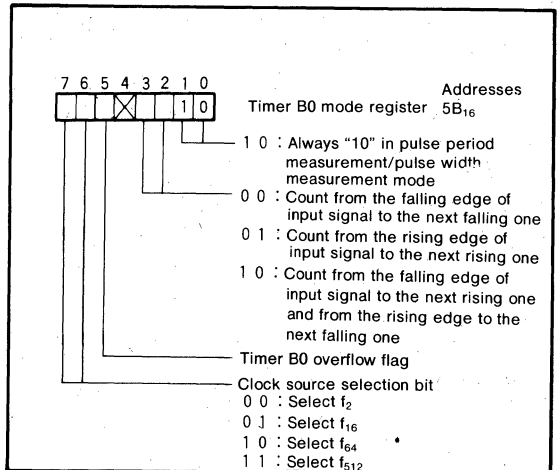 7 6 5 4 3 2 1 0
Addresses
1 0 Timer B0 mode register 5B₁₆
1 0 : Always "10" in pulse period
measurement/pulse width
measurement mode
0 0 : Count from the falling edge of
input signal to the next falling one
0 1 : Count from the rising edge of
input signal to the next rising one
1 0 : Count from the falling edge of
input signal to the next rising one
and from the rising edge to the
next falling one
Timer B0 overflow flag
Clock source selection bit
0 0 : Select f₂
0 1 : Select f₁₆
1 0 : Select f₆₄
1 1 : Select f₅₁₂